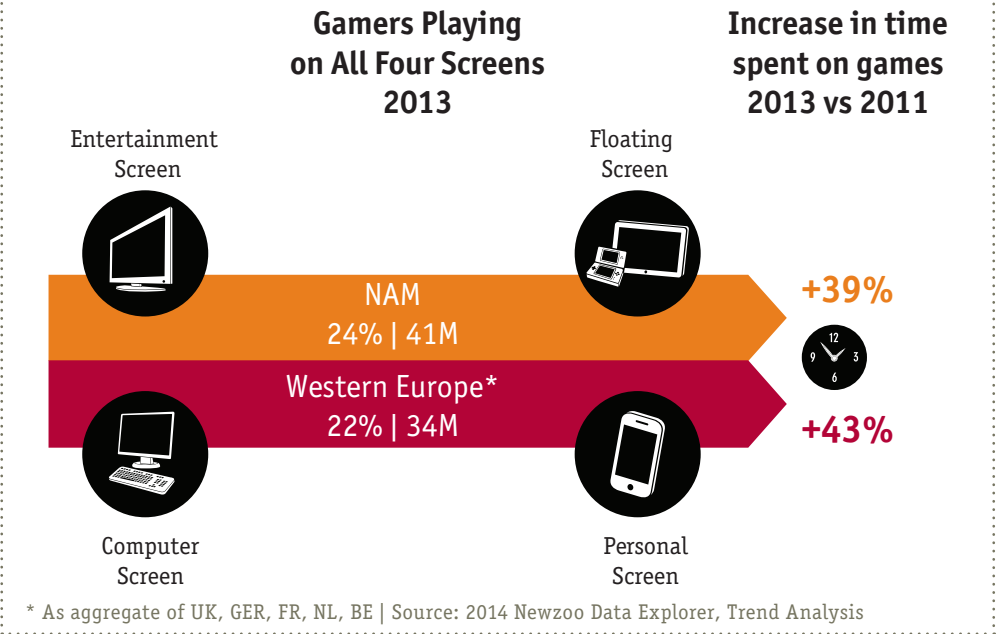 Gamers Playing
on All Four Screens
2013
Increase in time
spent on games
2013 vs 2011
Entertainment
Screen
Floating
Screen
NAM
24% | 41M
+39%
12
9 3
6
Western Europe*
22% | 34M
+43%
Computer
Screen
Personal
Screen
* As aggregate of UK, GER, FR, NL, BE | Source: 2014 Newzoo Data Explorer, Trend Analysis